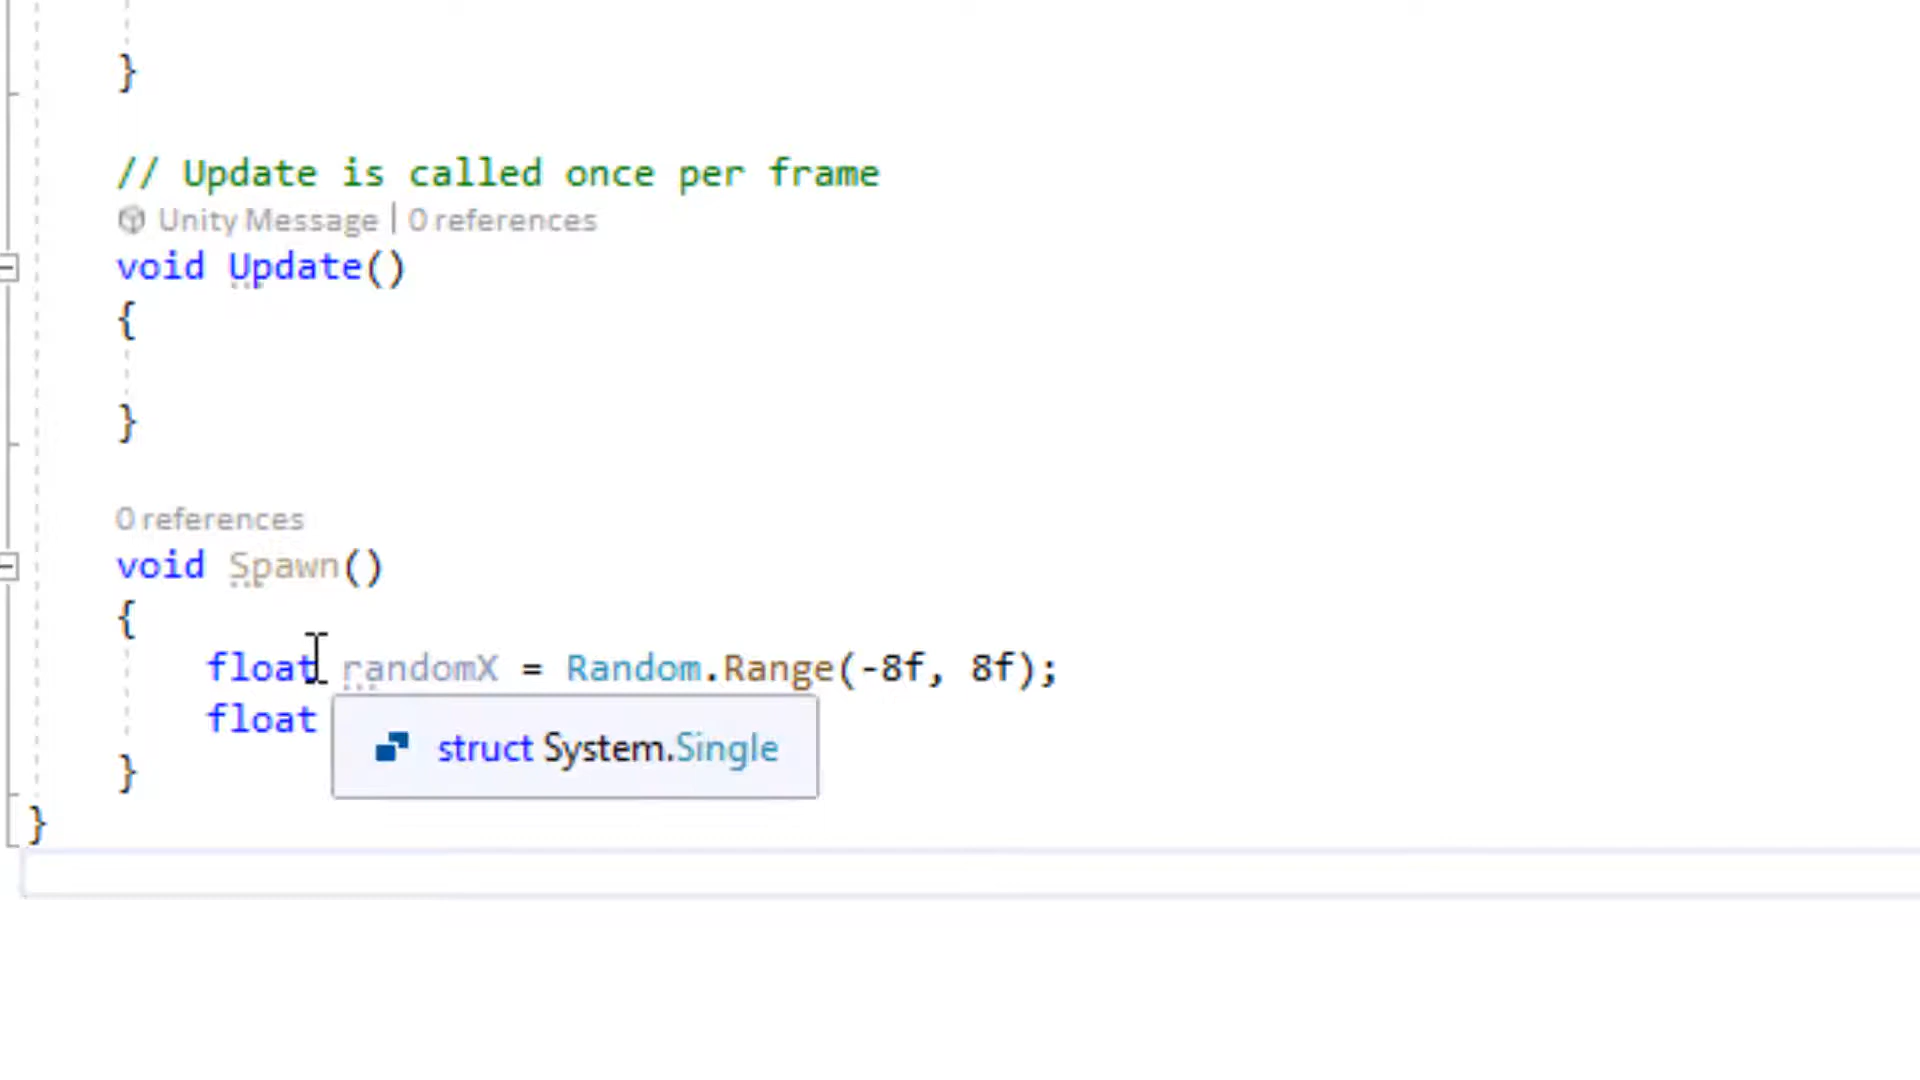 }
// Update is called once per frame
Unity Message | 0 references
void Update()
{
}
0 references
void Spawn()
{
float randomX = Random.Range(-8f, 8f);
float
struct System.Single
}
}